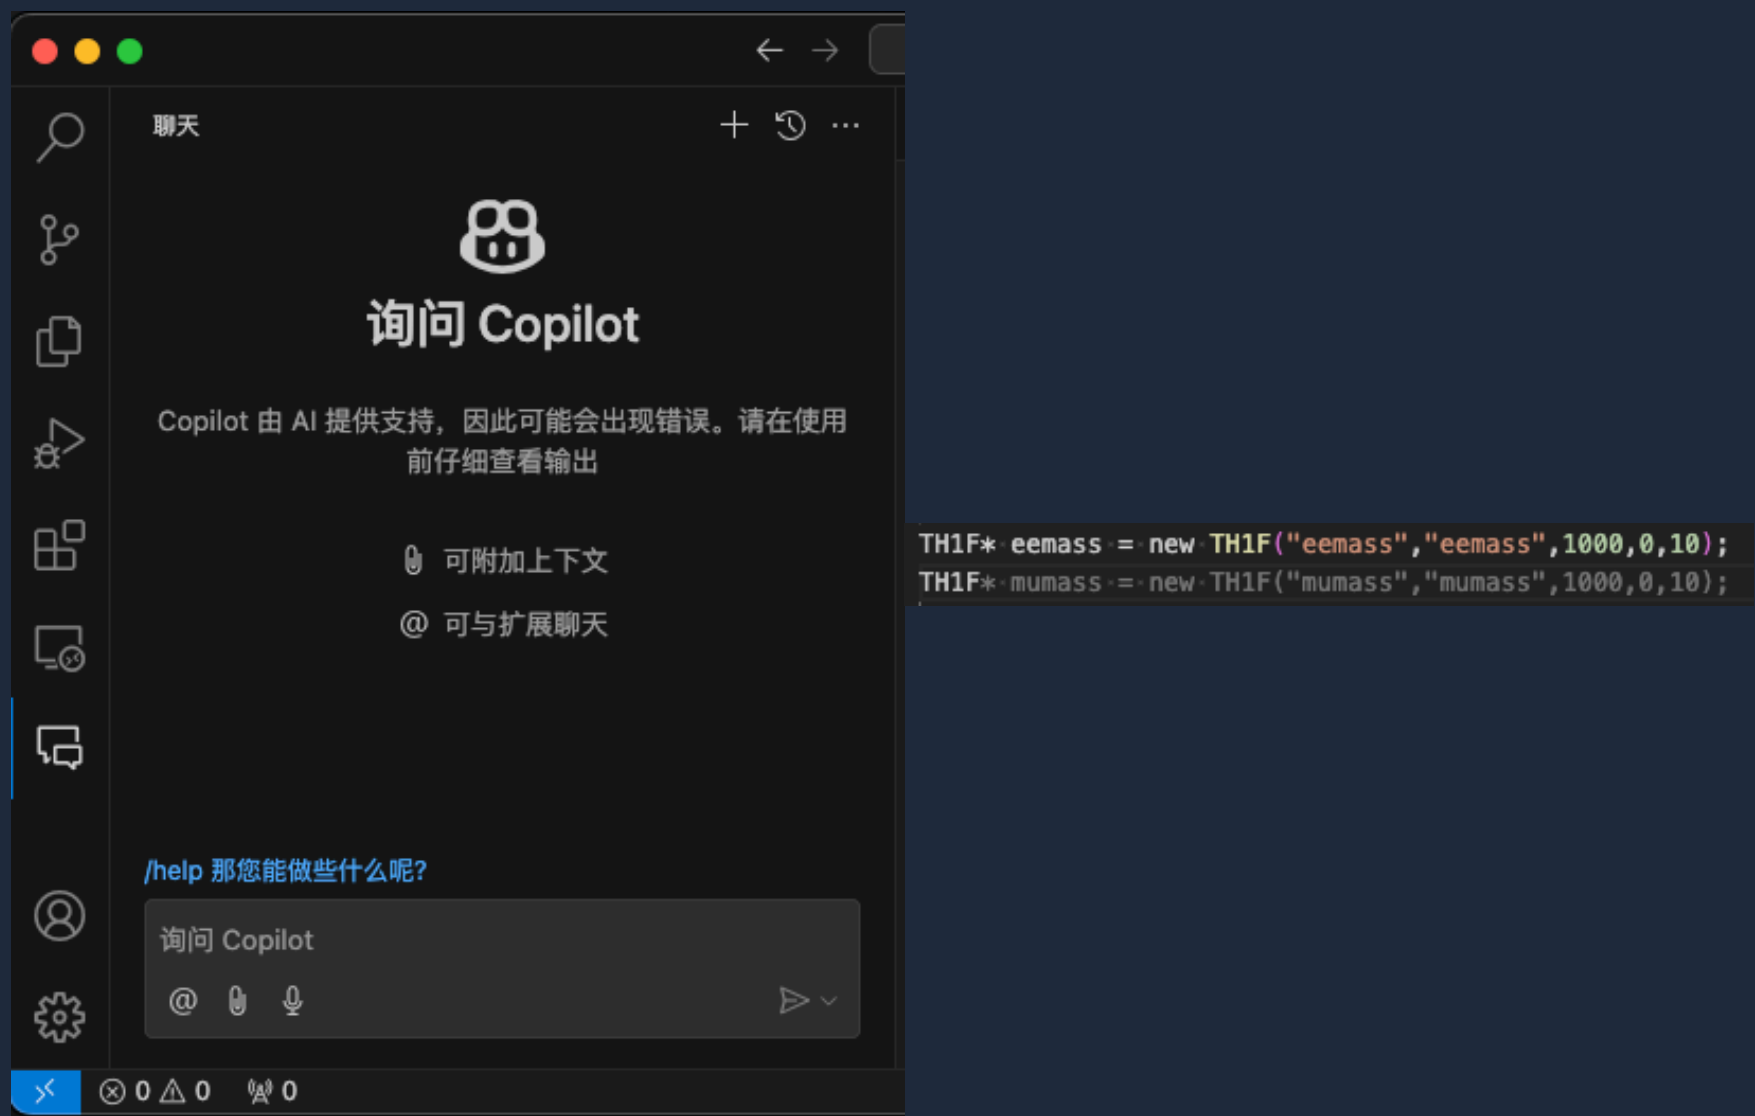 聊天
询问 Copilot
Copilot 由 AI 提供支持，因此可能会出现错误。请在使用
前仔细查看输出
可附加上下文
@ 可与扩展聊天
/help 那您能做些什么呢?
询问 Copilot
@
0 0 0
TH1F* eemass = new TH1F("eemass","eemass",1000,0,10);
TH1F* mumass = new TH1F("mumass","mumass",1000,0,10);